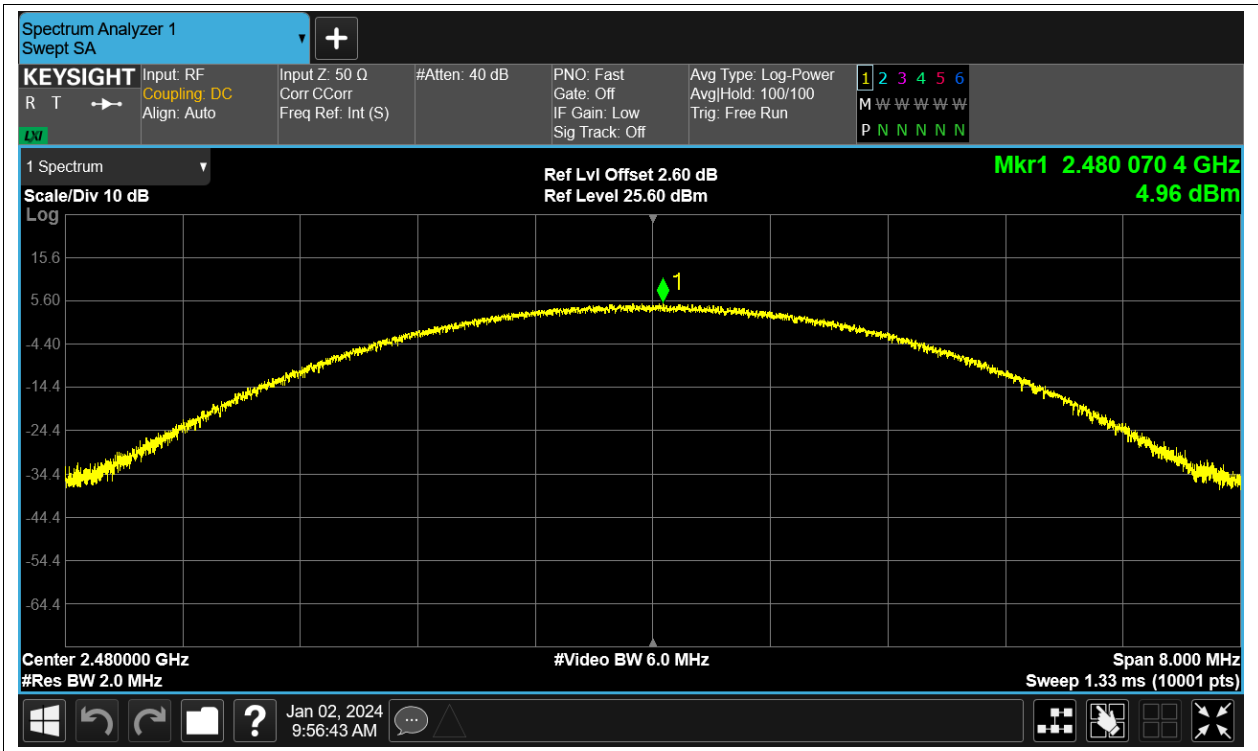 Spectrum Analyzer 1
Swept SA
KEYSIGHT
R T
LXI
Input: RF
Coupling: DC
Align: Auto
Input Z: 50 Ω
Corr CCorr
Freq Ref: Int (S)
#Atten: 40 dB
PNO: Fast
Gate: Off
IF Gain: Low
Sig Track: Off
Avg Type: Log-Power
Avg|Hold: 100/100
Trig: Free Run
1 2 3 4 5 6
M W W W W W
P N N N N N
1 Spectrum
Scale/Div 10 dB
Ref Lvl Offset 2.60 dB
Ref Level 25.60 dBm
Mkr1 2.480 070 4 GHz
4.96 dBm
Log
15.6
5.60
-4.40
-14.4
-24.4
-34.4
-44.4
-54.4
-64.4
1
Center 2.480000 GHz
#Video BW 6.0 MHz
Span 8.000 MHz
#Res BW 2.0 MHz
Sweep 1.33 ms (10001 pts)
?
Jan 02, 2024
9:56:43 AM